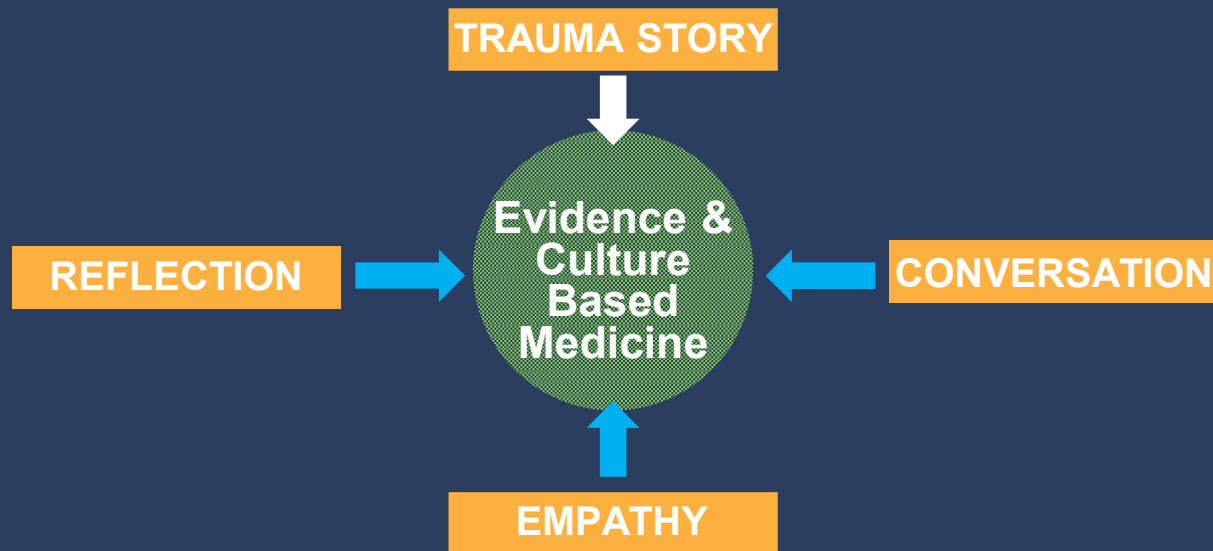 TRAUMA STORY
Evidence &
Culture
Based
Medicine
REFLECTION
CONVERSATION
EMPATHY